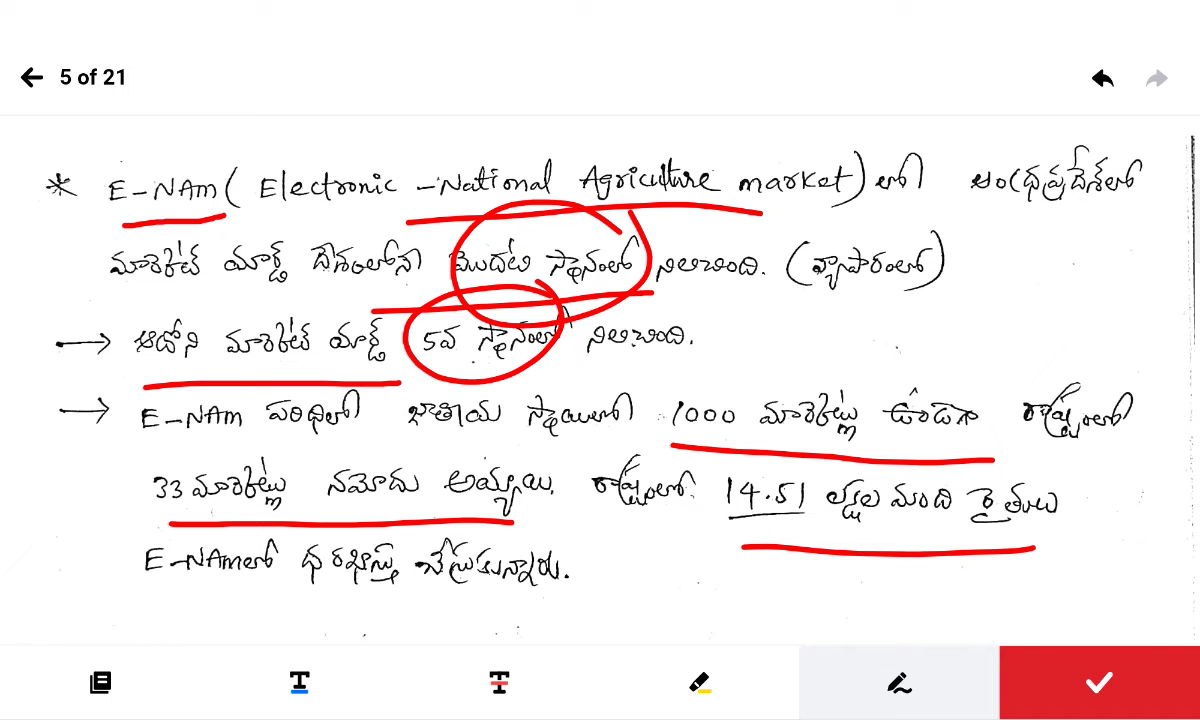 5 of 21
* E-NAM ( Electronic -National Agriculture market) లో ఆంధ్రప్రదేశ్‌లో
మార్కెట్ యార్డ్ దేశంలోనే మొదటి స్థానంలో నిలిచింది. (వ్యాపారంలో)
→ ఆదోని మార్కెట్ యార్డ్ 5వ స్థానంలో నిలిచింది.
→ E-NAM పరిధిలో జాతీయ స్థాయిలో 1000 మార్కెట్లు ఉండగా రాష్ట్రంలో
33 మార్కెట్లు నమోదు అయ్యాయి. రాష్ట్రంలో 14.51 లక్షల మంది రైతులు
E-NAMలో ధరఖాస్తు చేసుకున్నారు.